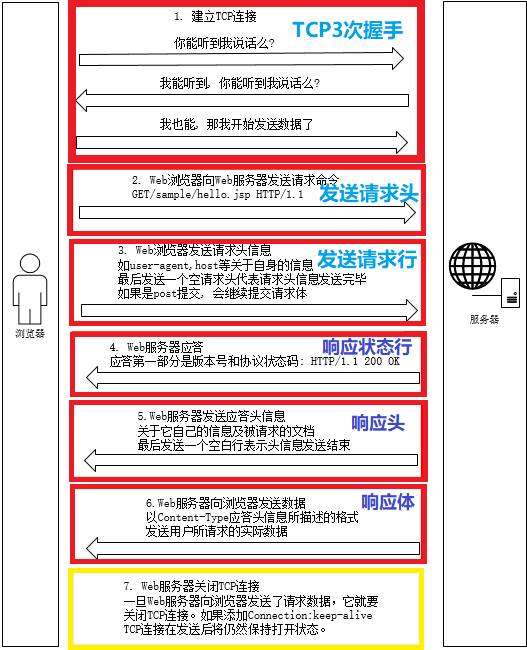 1. 建立TCP连接
TCP3次握手
你能听到我说话么?
我能听到, 你能听到我说话么?
我也能, 那我开始发送数据了
2. Web浏览器向Web服务器发送请求命令
GET/sample/hello.jsp HTTP/1.1
发送请求头
3. Web浏览器发送请求头信息
如user-agent,host等关于自身的信息
发送请求行
最后发送一个空请求头代表请求头信息发送完毕
如果是post提交, 会继续提交请求体
浏览器
服务器
4. Web服务器应答
响应状态行
应答第一部分是版本号和协议状态码: HTTP/1.1 200 OK
5.Web服务器发送应答头信息
响应头
关于它自己的信息及被请求的文档
最后发送一个空白行表示头信息发送结束
6.Web服务器向浏览器发送数据
响应体
以Content-Type应答头信息所描述的格式
发送用户所请求的实际数据
7. Web服务器关闭TCP连接
一旦Web服务器向浏览器发送了请求数据，它就要
关闭TCP连接。如果添加Connection:keep-alive
TCP连接在发送后将仍然保持打开状态。